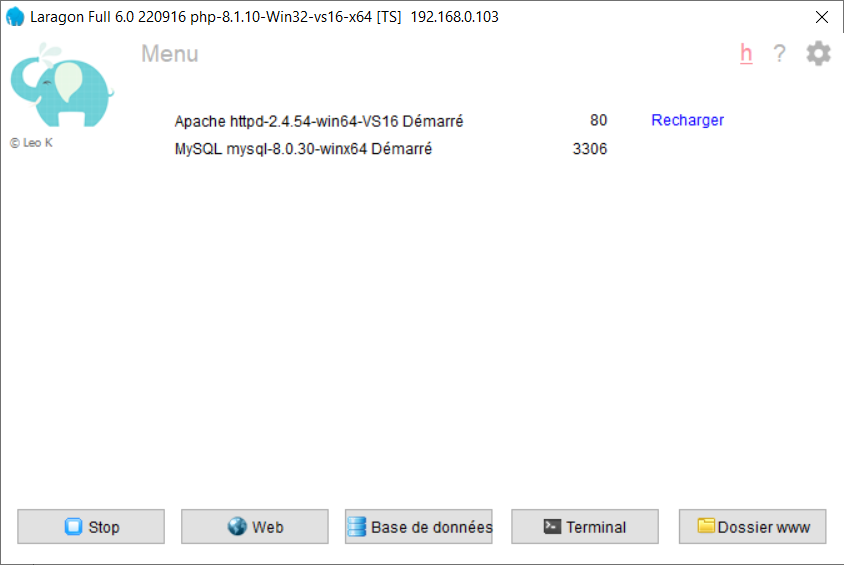 Laragon Full 6.0 220916 php-8.1.10-Win32-vs16-x64 [TS] 192.168.0.103
Menu
h ?
© Leo K
Apache httpd-2.4.54-win64-VS16 Démarré 80 Recharger
MySQL mysql-8.0.30-winx64 Démarré 3306
Stop Web Base de données Terminal Dossier www